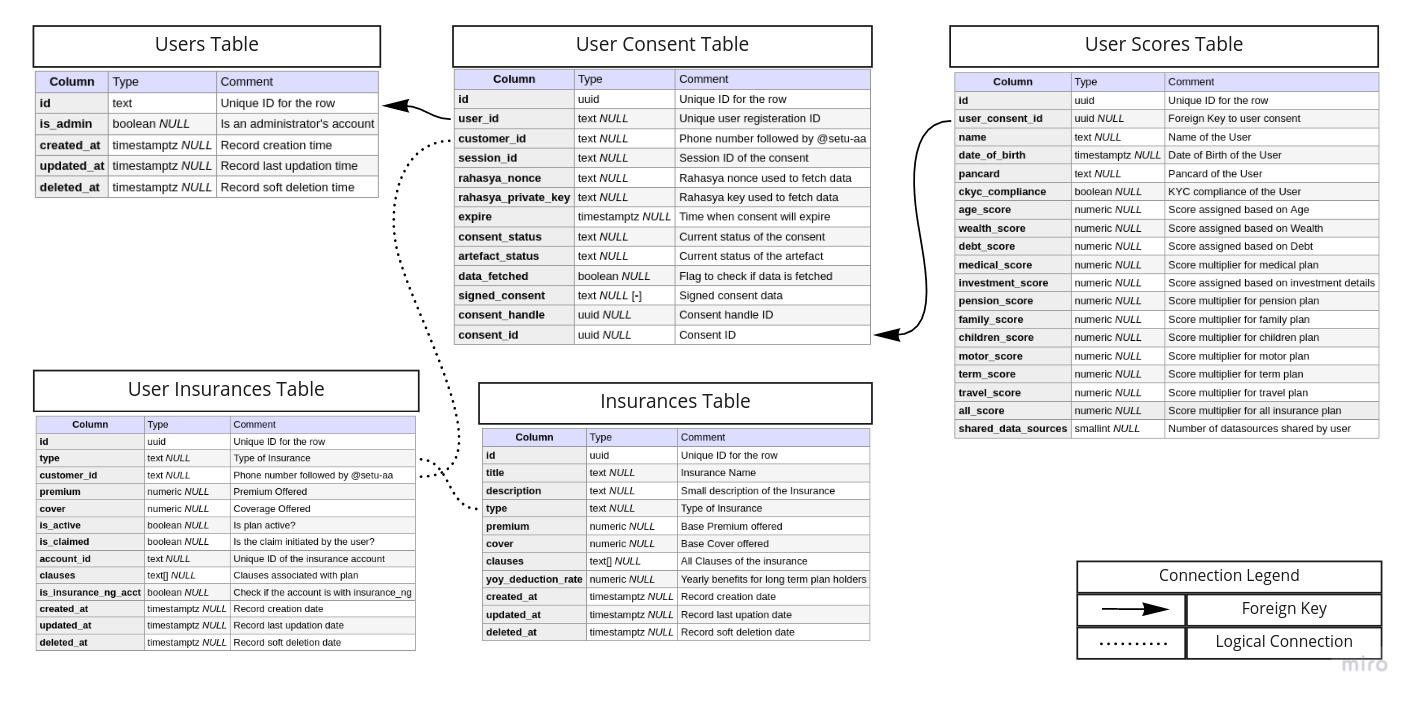 Users Table
Column Type Comment
id text Unique ID for the row
is_admin boolean NULL Is an administrator's account
created_at timestamptz NULL Record creation time
updated_at timestamptz NULL Record last updation time
deleted_at timestamptz NULL Record soft deletion time
User Consent Table
Column Type Comment
id uuid Unique ID for the row
user_id text NULL Unique user registeration ID
customer_id text NULL Phone number followed by @setu-aa
session_id text NULL Session ID of the consent
rahasya_nonce text NULL Rahasya nonce used to fetch data
rahasya_private_key text NULL Rahasya key used to fetch data
expire timestamptz NULL Time when consent will expire
consent_status text NULL Current status of the consent
artefact_status text NULL Current status of the artefact
data_fetched boolean NULL Flag to check if data is fetched
signed_consent text NULL [-] Signed consent data
consent_handle uuid NULL Consent handle ID
consent_id uuid NULL Consent ID
User Scores Table
Column Type Comment
id uuid Unique ID for the row
user_consent_id uuid NULL Foreign Key to user consent
name text NULL Name of the User
date_of_birth timestamptz NULL Date of Birth of the User
pancard text NULL Pancard of the User
ckyc_compliance boolean NULL KYC compliance of the User
age_score numeric NULL Score assigned based on Age
wealth_score numeric NULL Score assigned based on Wealth
debt_score numeric NULL Score assigned based on Debt
medical_score numeric NULL Score multiplier for medical plan
investment_score numeric NULL Score assigned based on investment details
pension_score numeric NULL Score multiplier for pension plan
family_score numeric NULL Score multiplier for family plan
children_score numeric NULL Score multiplier for children plan
motor_score numeric NULL Score multiplier for motor plan
term_score numeric NULL Score multiplier for term plan
travel_score numeric NULL Score multiplier for travel plan
all_score numeric NULL Score multiplier for all insurance plan
shared_data_sources smallint NULL Number of datasources shared by user
User Insurances Table
Column Type Comment
id uuid Unique ID for the row
type text NULL Type of Insurance
customer_id text NULL Phone number followed by @setu-aa
premium numeric NULL Premium Offered
cover numeric NULL Coverage Offered
is_active boolean NULL Is plan active?
is_claimed boolean NULL Is the claim initiated by the user?
account_id text NULL Unique ID of the insurance account
clauses text[] NULL Clauses associated with plan
is_insurance_ng_acct boolean NULL Check if the account is with insurance_ng
created_at timestamptz NULL Record creation date
updated_at timestamptz NULL Record last updation date
deleted_at timestamptz NULL Record soft deletion date
Insurances Table
Column Type Comment
id uuid Unique ID for the row
title text NULL Insurance Name
description text NULL Small description of the Insurance
type text NULL Type of Insurance
premium numeric NULL Base Premium offered
cover numeric NULL Base Cover offered
clauses text[] NULL All Clauses of the insurance
yoy_deduction_rate numeric NULL Yearly benefits for long term plan holders
created_at timestamptz NULL Record creation date
updated_at timestamptz NULL Record last upation date
deleted_at timestamptz NULL Record soft deletion date
Connection Legend
Foreign Key
Logical Connection
miro